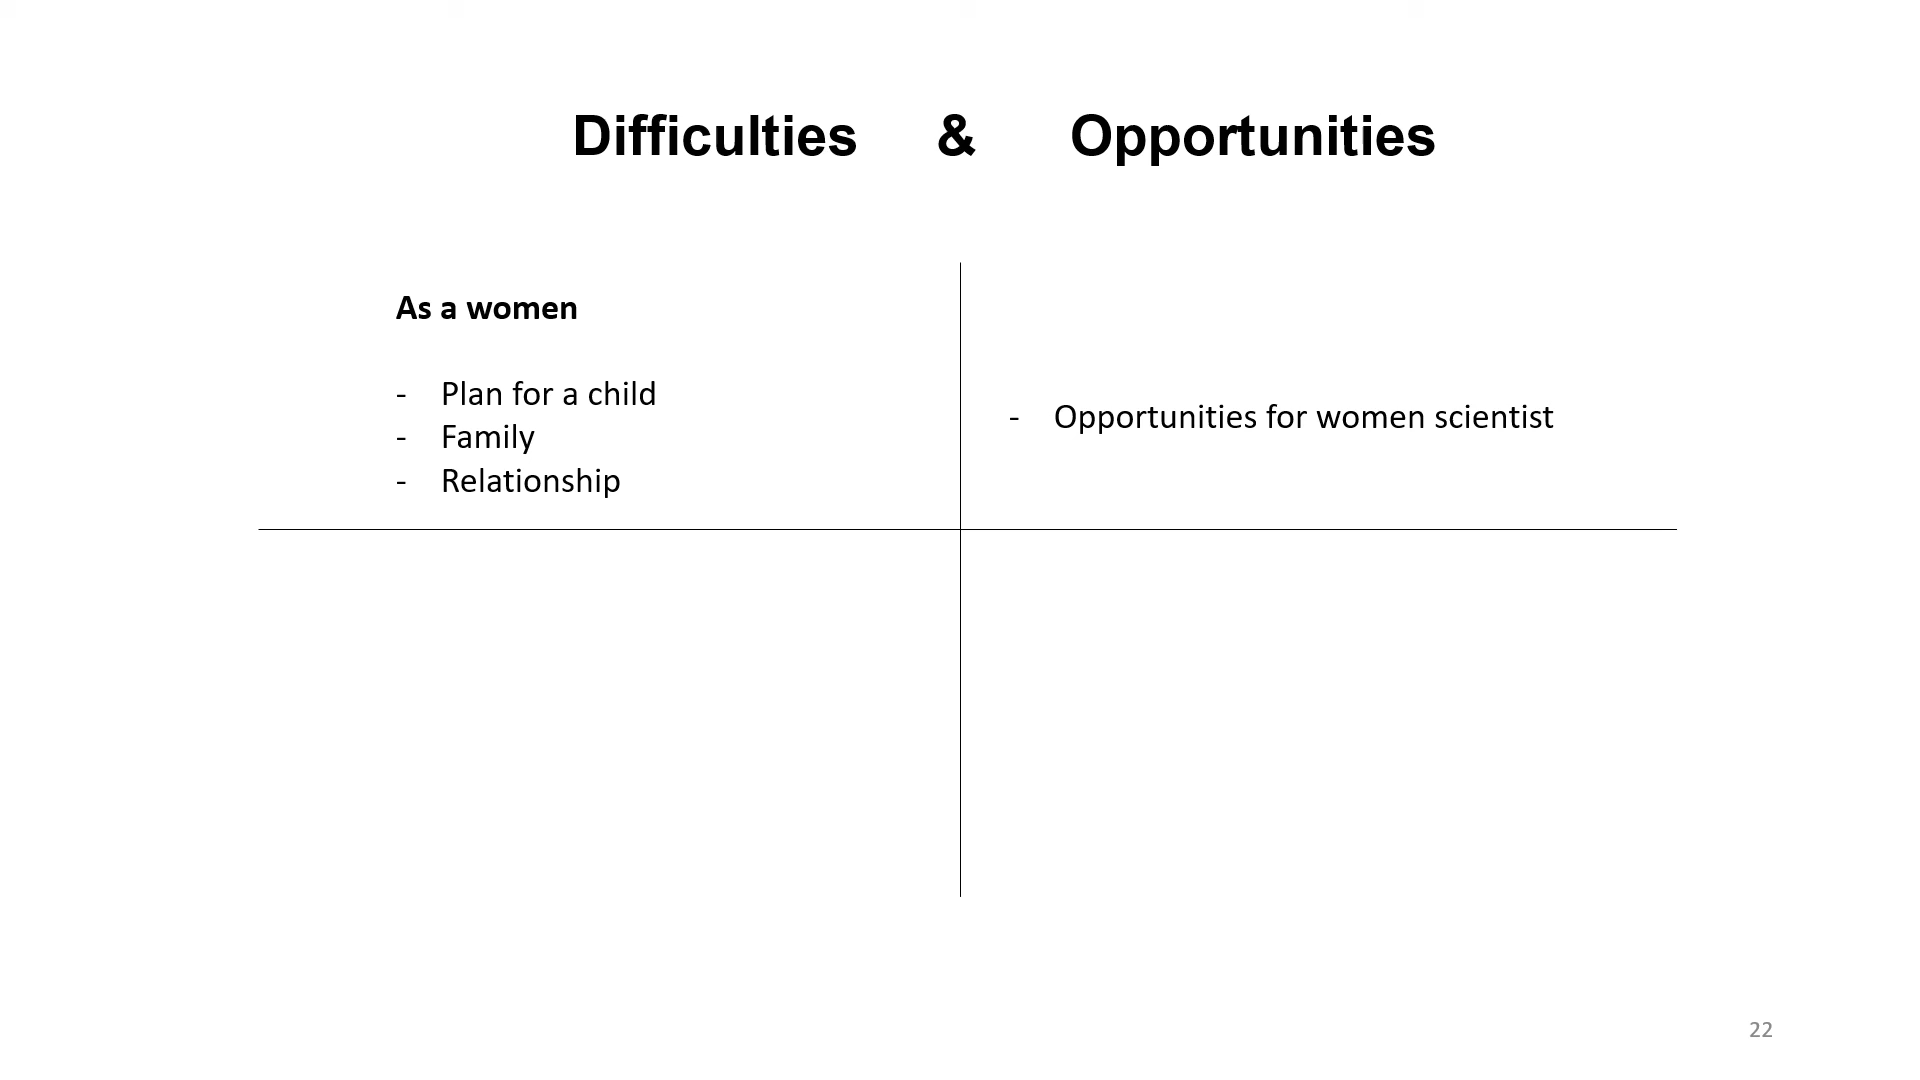 Difficulties & Opportunities
As a women
- Plan for a child
- Family
- Relationship
- Opportunities for women scientist
22